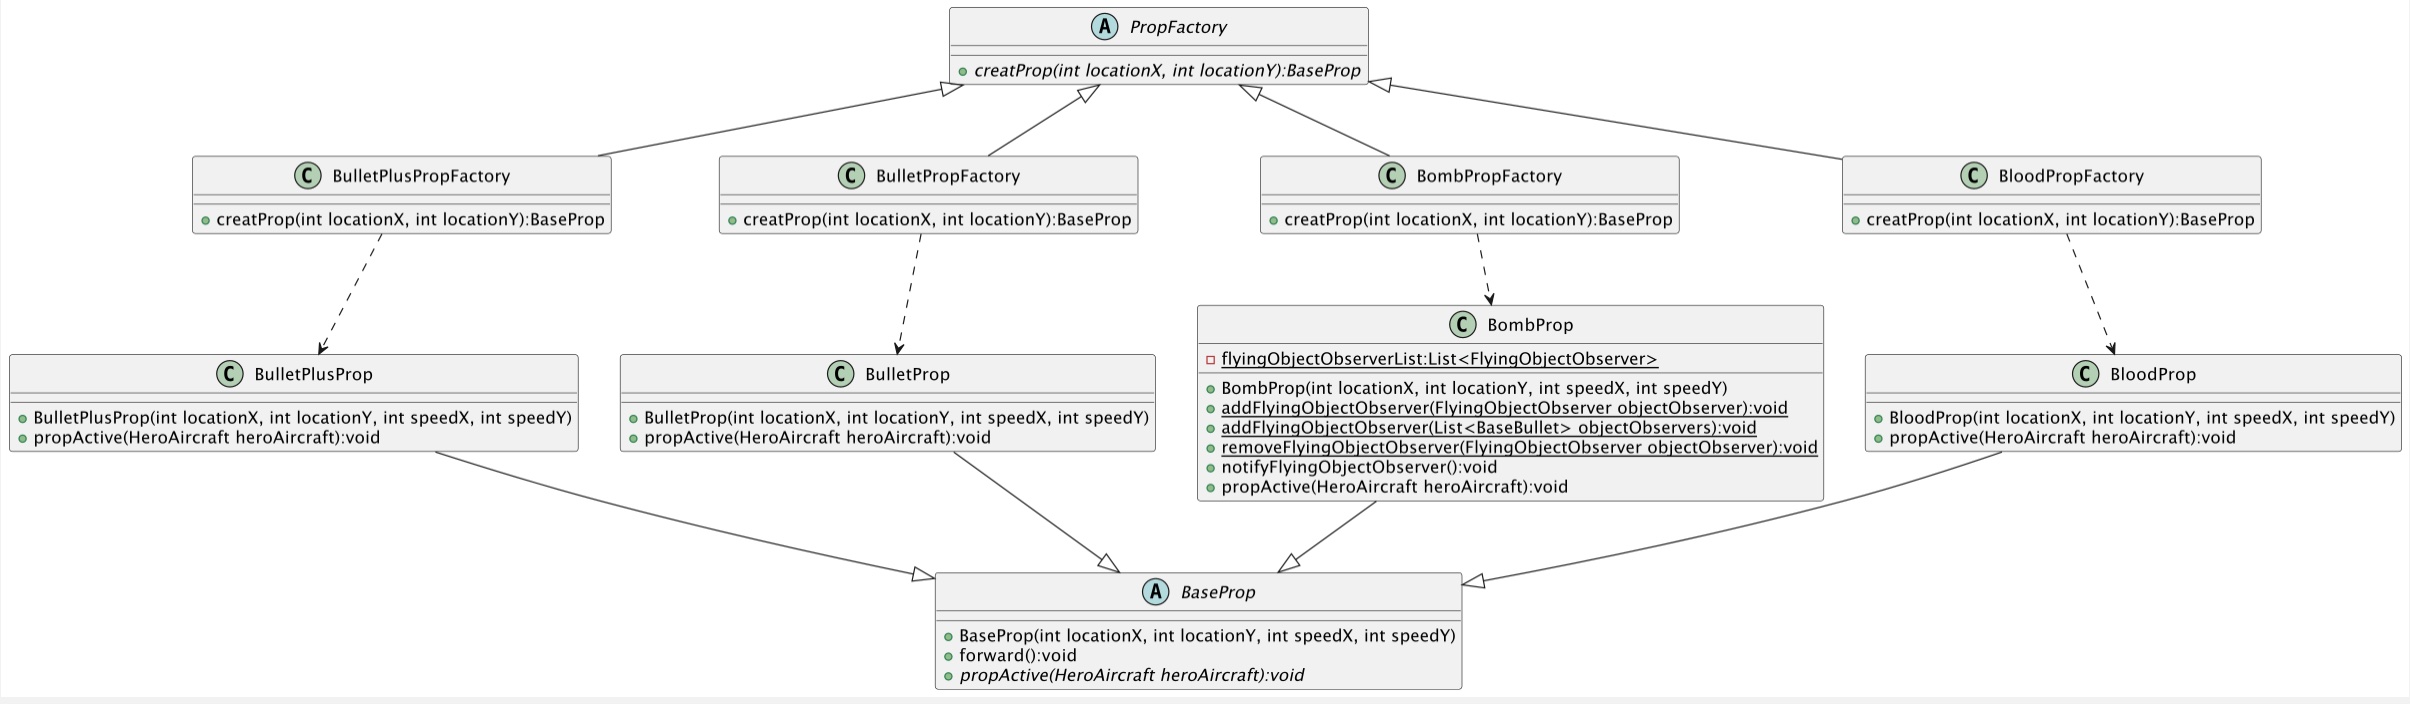 A PropFactory
creatProp(int locationX, int locationY):BaseProp
C BulletPlusPropFactory
creatProp(int locationX, int locationY):BaseProp
C BulletPropFactory
creatProp(int locationX, int locationY):BaseProp
C BombPropFactory
creatProp(int locationX, int locationY):BaseProp
C BloodPropFactory
creatProp(int locationX, int locationY):BaseProp
C BulletPlusProp
BulletPlusProp(int locationX, int locationY, int speedX, int speedY)
propActive(HeroAircraft heroAircraft):void
C BulletProp
BulletProp(int locationX, int locationY, int speedX, int speedY)
propActive(HeroAircraft heroAircraft):void
C BombProp
flyingObjectObserverList:List<FlyingObjectObserver>
BombProp(int locationX, int locationY, int speedX, int speedY)
addFlyingObjectObserver(FlyingObjectObserver objectObserver):void
addFlyingObjectObserver(List<BaseBullet> objectObservers):void
removeFlyingObjectObserver(FlyingObjectObserver objectObserver):void
notifyFlyingObjectObserver():void
propActive(HeroAircraft heroAircraft):void
C BloodProp
BloodProp(int locationX, int locationY, int speedX, int speedY)
propActive(HeroAircraft heroAircraft):void
A BaseProp
BaseProp(int locationX, int locationY, int speedX, int speedY)
forward():void
propActive(HeroAircraft heroAircraft):void